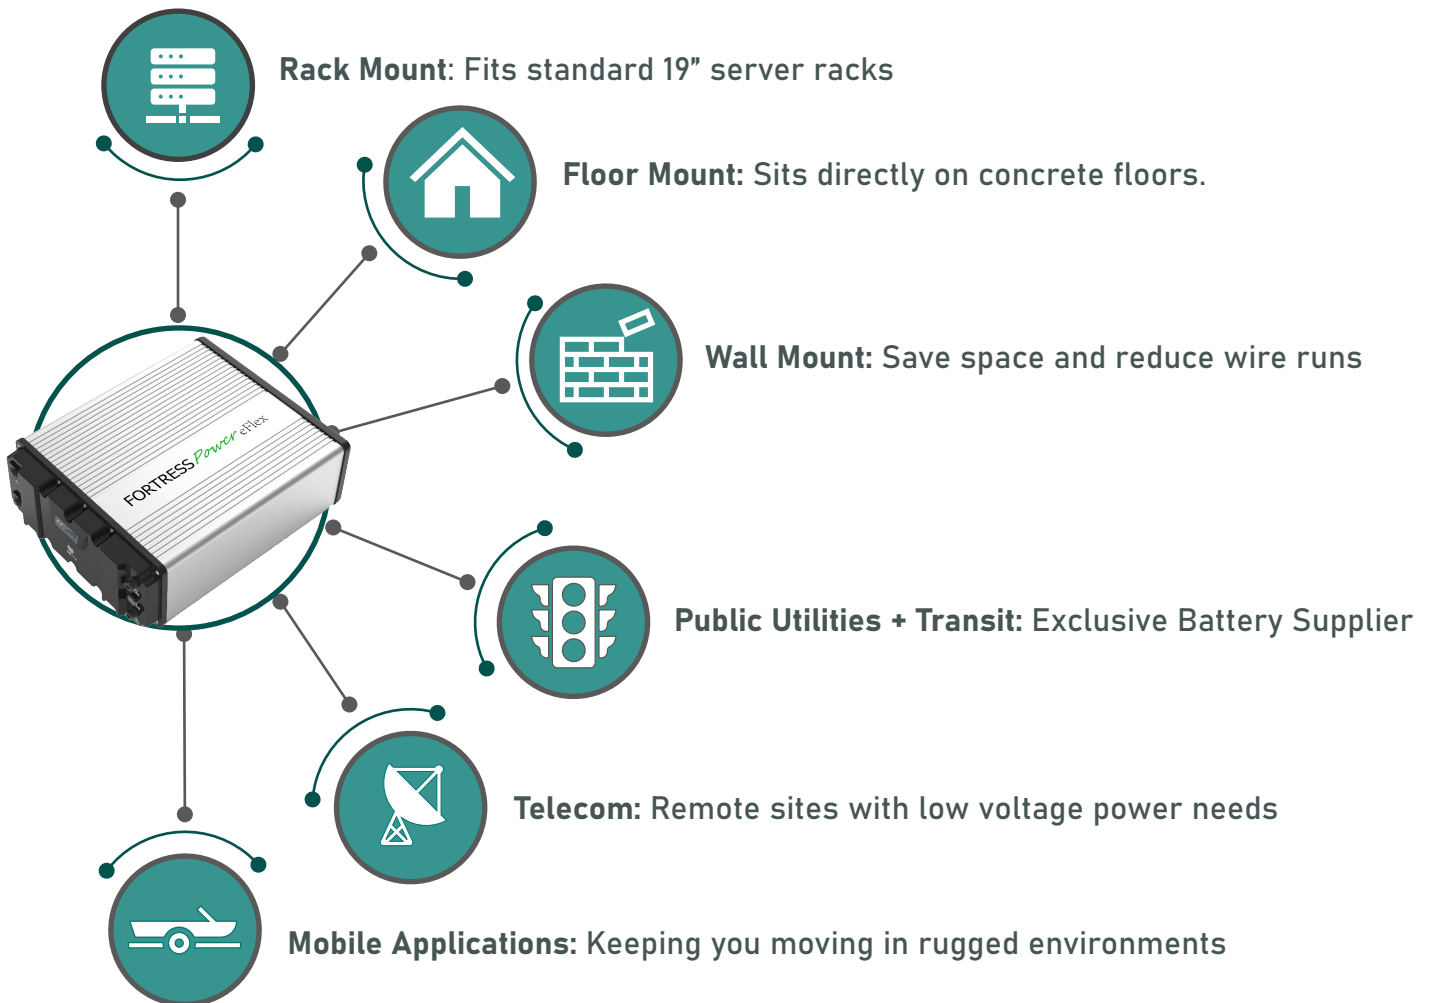 Rack Mount: Fits standard 19” server racks
Floor Mount: Sits directly on concrete floors.
Wall Mount: Save space and reduce wire runs
FORTRESS Power eFlex
Public Utilities + Transit: Exclusive Battery Supplier
Telecom: Remote sites with low voltage power needs
Mobile Applications: Keeping you moving in rugged environments